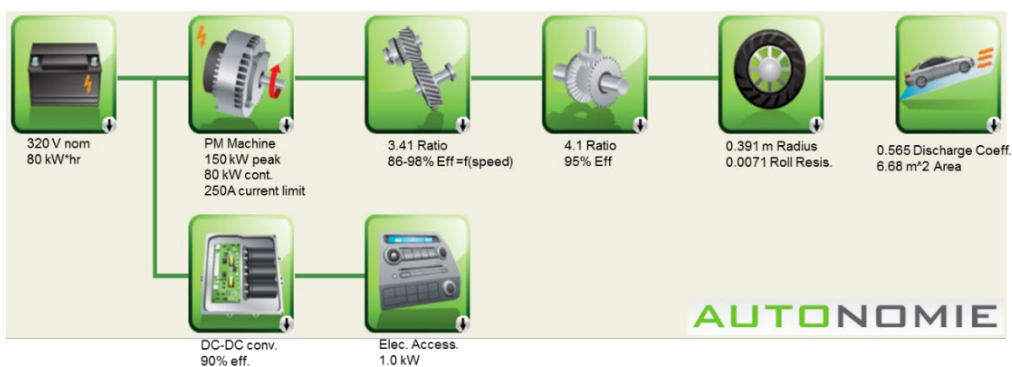 320 V nom
80 kW*hr
PM Machine
150 kW peak
80 kW cont.
250A current limit
3.41 Ratio
86-98% Eff =f(speed)
4.1 Ratio
95% Eff
0.391 m Radius
0.0071 Roll Resis.
0.565 Discharge Coeff.
6.68 m^2 Area
DC-DC conv.
90% eff.
Elec. Access.
1.0 kW
AUTONOMIE